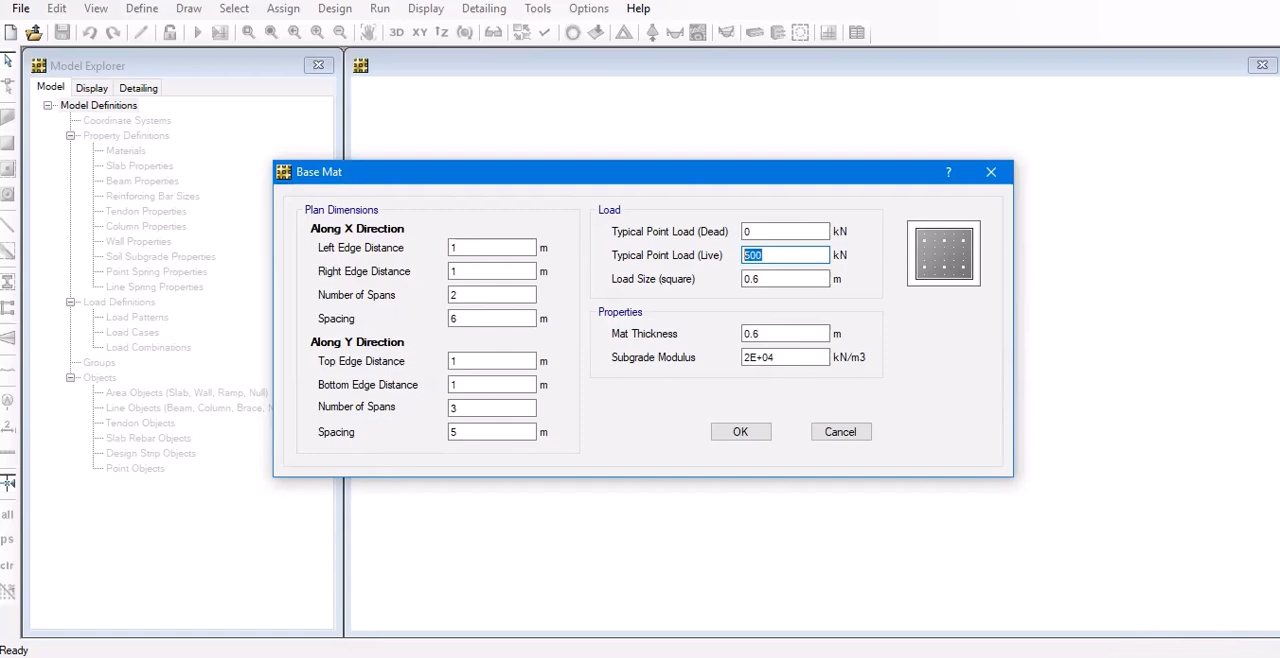 File Edit View Define Draw Select Assign Design Run Display Detailing Tools Options Help
3D XY
Model Explorer
Model Display Detailing
Model Definitions
Coordinate Systems
Property Definitions
Materials
Slab Properties
Beam Properties
Reinforcing Bar Sizes
Tendon Properties
Column Properties
Wall Properties
Soil Subgrade Properties
Point Spring Properties
Line Spring Properties
Load Definitions
Load Patterns
Load Cases
Load Combinations
Groups
Objects
Area Objects (Slab, Wall, Ramp, Null)
Line Objects (Beam, Column, Brace, N
Tendon Objects
Slab Rebar Objects
Design Strip Objects
Point Objects
all
ps
clr
Base Mat
?
Plan Dimensions
Along X Direction
Left Edge Distance 1 m
Right Edge Distance 1 m
Number of Spans 2
Spacing 6 m
Along Y Direction
Top Edge Distance 1 m
Bottom Edge Distance 1 m
Number of Spans 3
Spacing 5 m
Load
Typical Point Load (Dead) 0 kN
Typical Point Load (Live) 500 kN
Load Size (square) 0.6 m
Properties
Mat Thickness 0.6 m
Subgrade Modulus 2E+04 kN/m3
OK Cancel
Ready